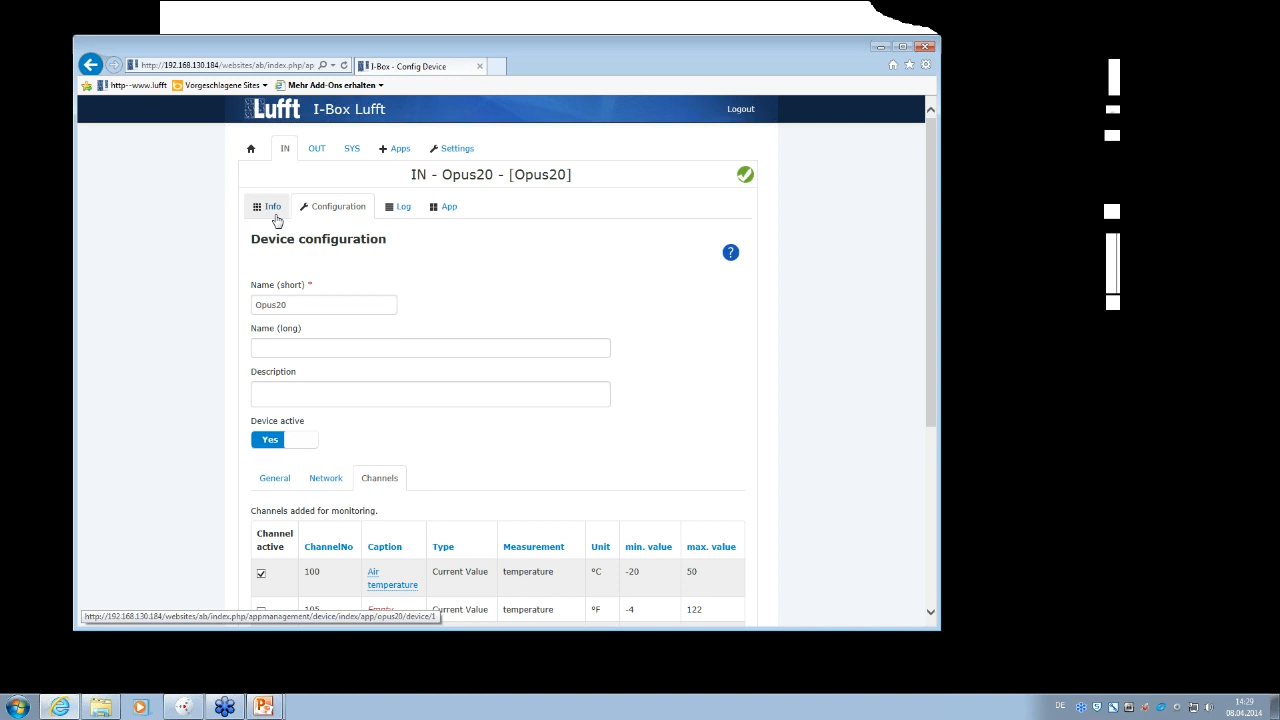 http://192.168.130.184/websites/ab/index.php/ap
I-Box - Config Device
http--www.lufft
Vorgeschlagene Sites
Mehr Add-Ons erhalten
Lufft I-Box Lufft
Logout
IN OUT SYS Apps Settings
IN - Opus20 - [Opus20]
Info Configuration Log App
Device configuration
?
Name (short) *
Opus20
Name (long)
Description
Device active
Yes
General Network Channels
Channels added for monitoring.
Channel active ChannelNo Caption Type Measurement Unit min. value max. value
100 Air temperature Current Value temperature °C -20 50
105 Empty Current Value temperature °F -4 122
http://192.168.130.184/websites/ab/index.php/appmanagement/device/index/app/opus20/device/1
DE
14:29
08.04.2014